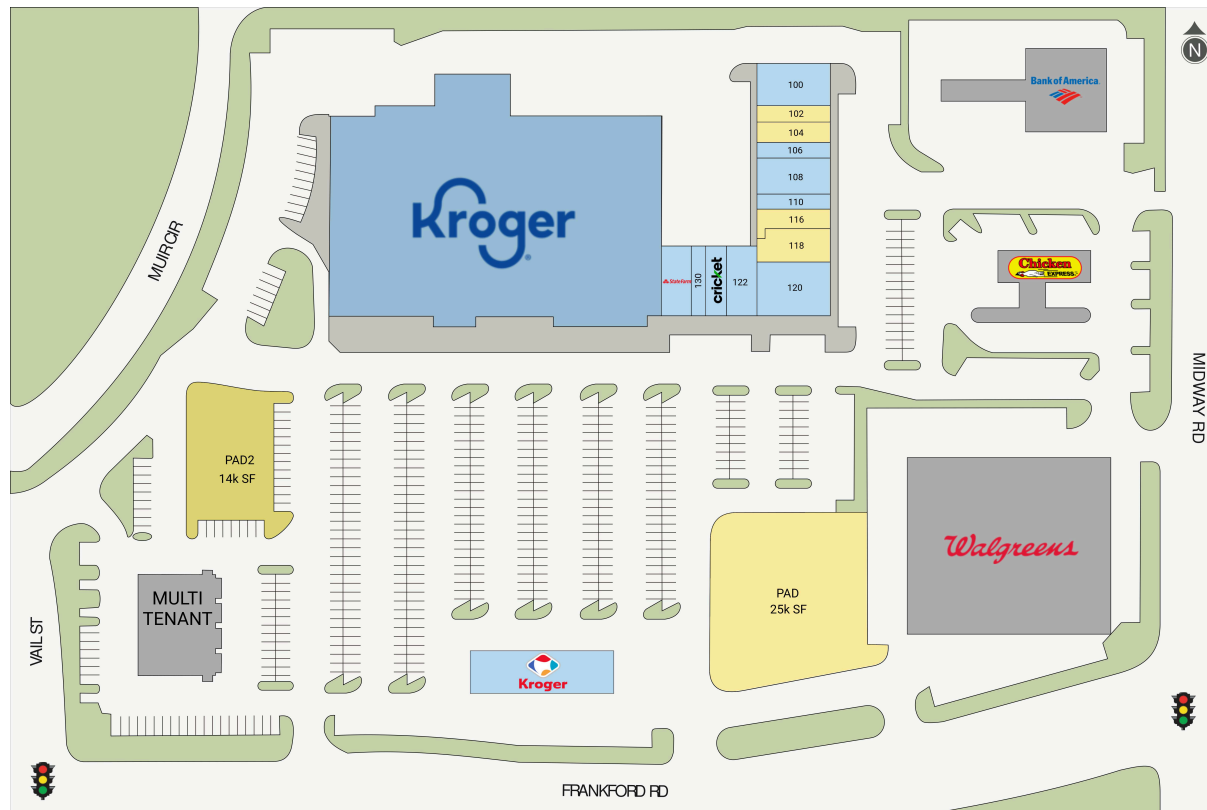 N
Bank of America
100
102
104
106
108
110
116
118
120
122
cricket
130
StateFarm
Kroger
Chicken
EXPRESS
MUIR CIR
MIDWAY RD
PAD2
14k SF
Walgreens
PAD
25k SF
MULTI
TENANT
VAIL ST
Kroger
FRANKFORD RD